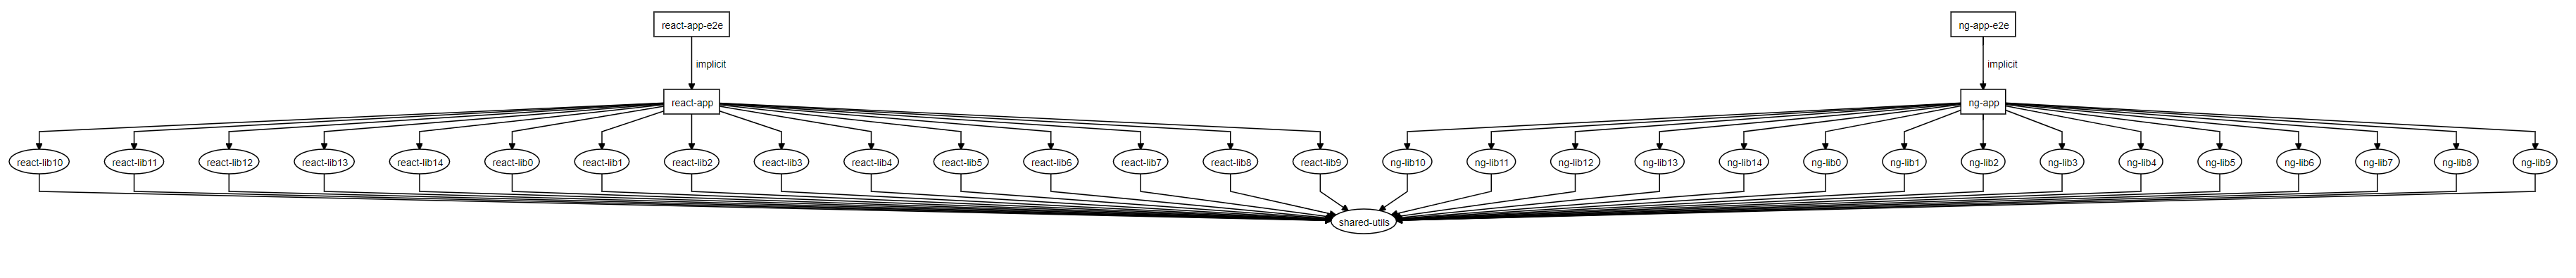 react-app-e2e
ng-app-e2e
implicit
implicit
react-app
ng-app
react-lib10
react-lib11
react-lib12
react-lib13
react-lib14
react-lib0
react-lib1
react-lib2
react-lib3
react-lib4
react-lib5
react-lib6
react-lib7
react-lib8
react-lib9
ng-lib10
ng-lib11
ng-lib12
ng-lib13
ng-lib14
ng-lib0
ng-lib1
ng-lib2
ng-lib3
ng-lib4
ng-lib5
ng-lib6
ng-lib7
ng-lib8
ng-lib9
shared-utils